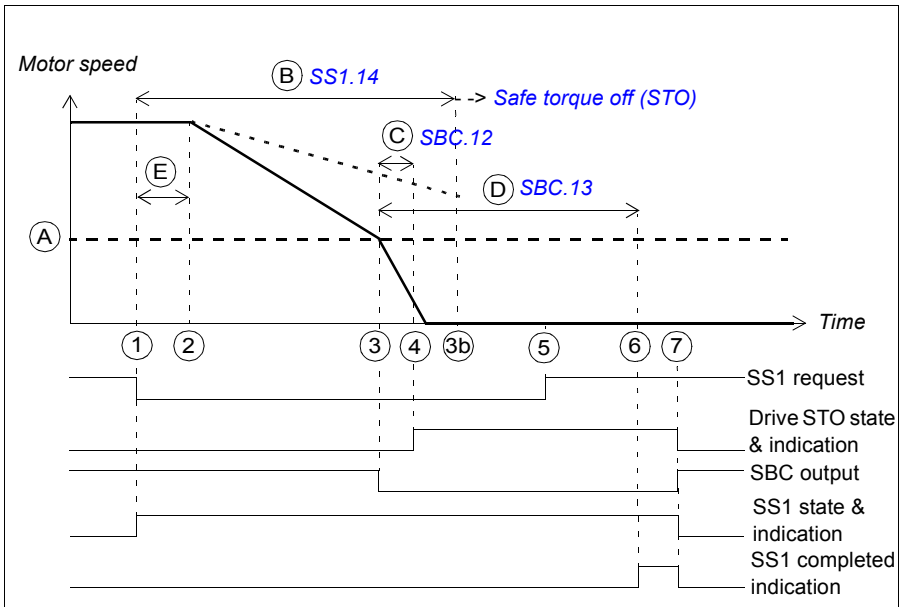 Motor speed
B SS1.14
--> Safe torque off (STO)
C SBC.12
E
D SBC.13
A
Time
1 2 3 4 3b 5 6 7
SS1 request
Drive STO state
& indication
SBC output
SS1 state &
indication
SS1 completed
indication